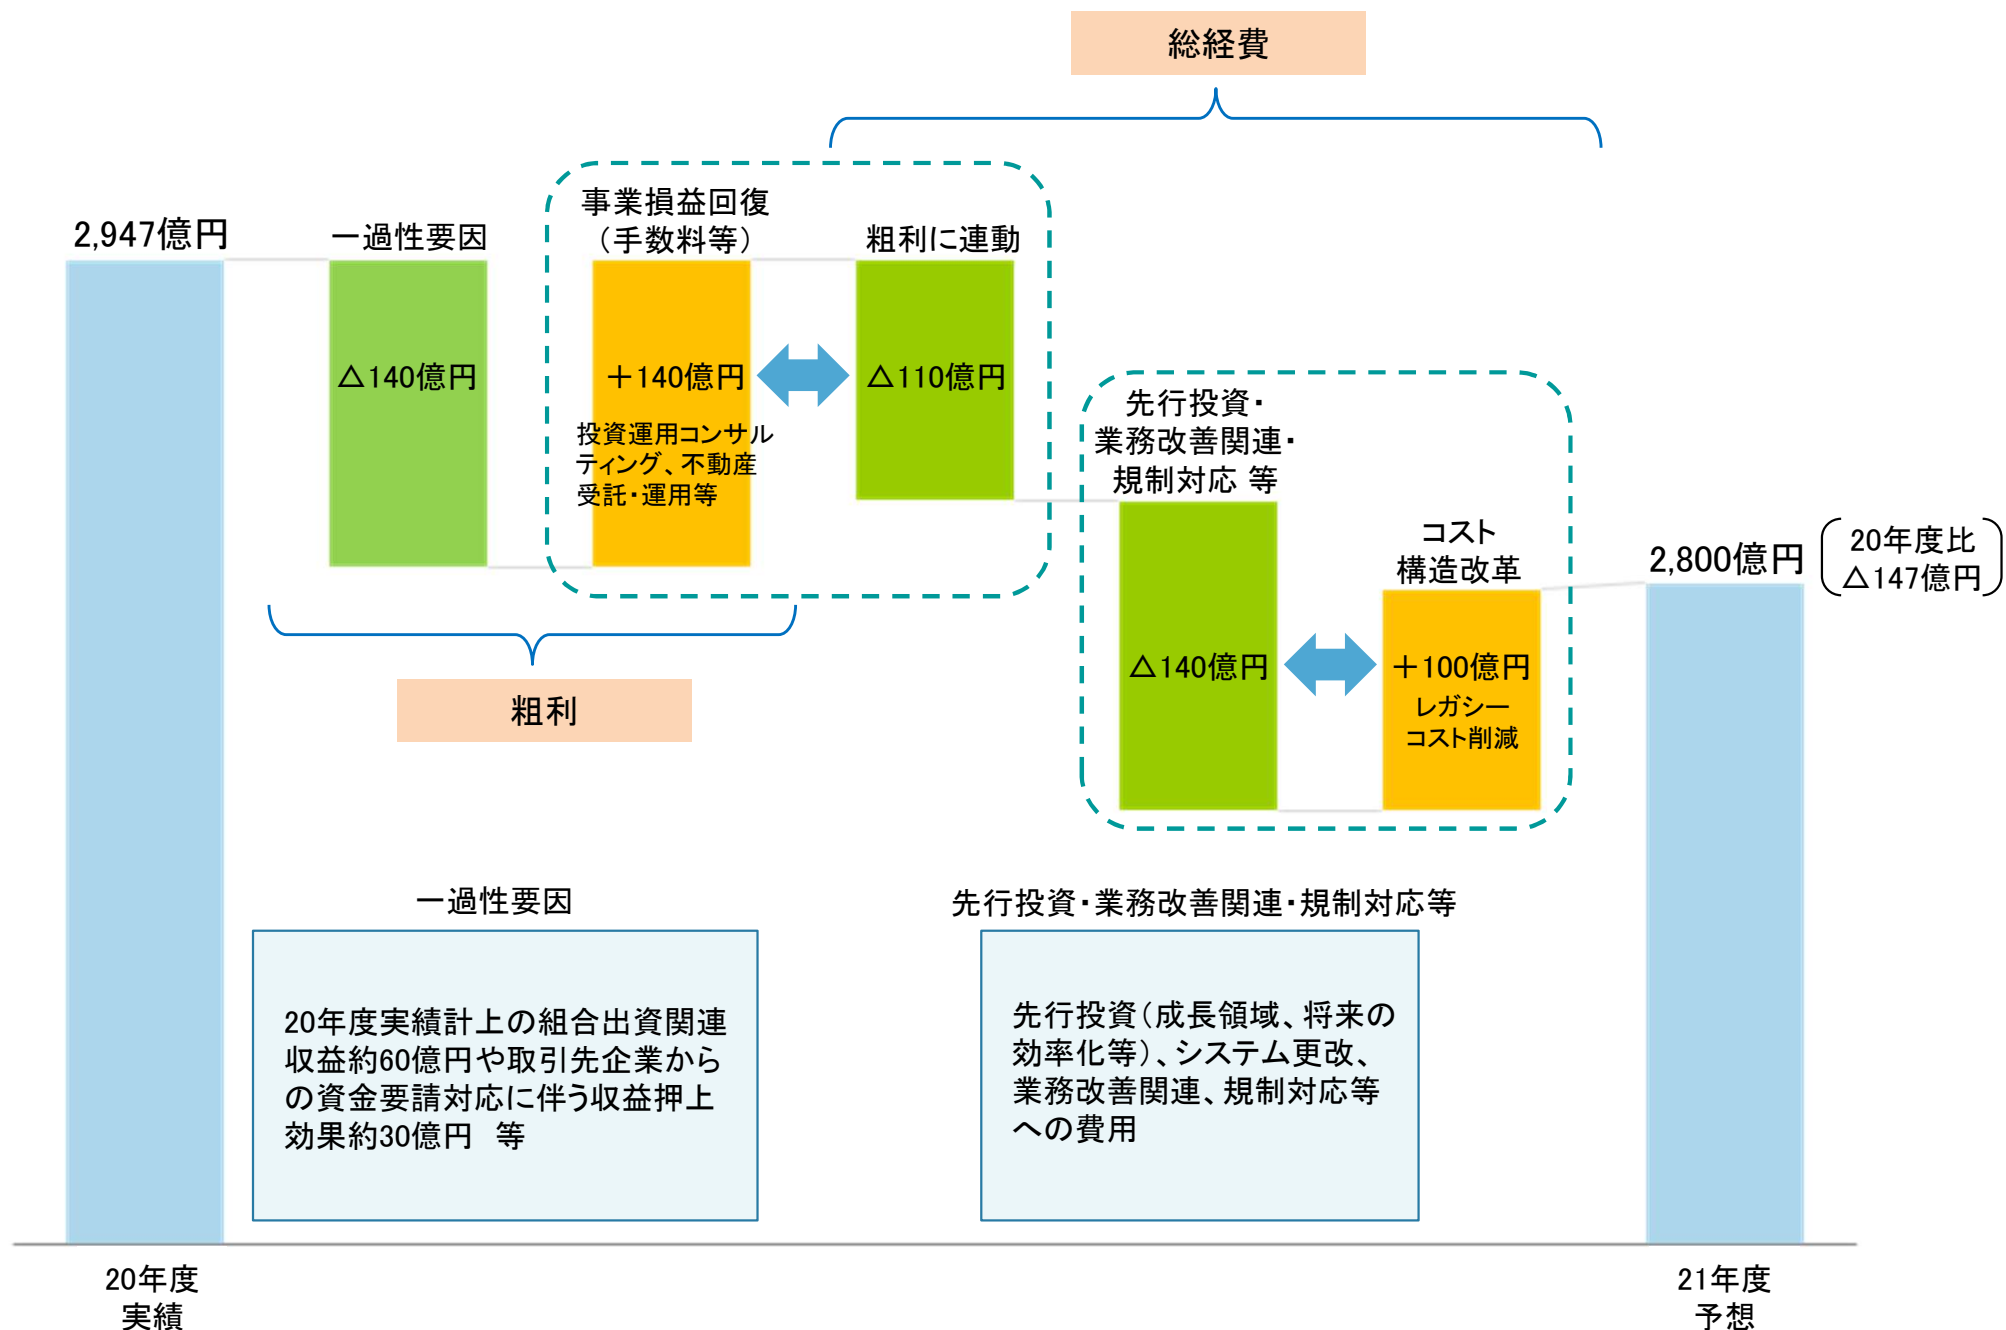 総経費
2,947億円
一過性要因
△140億円
事業損益回復
（手数料等）
＋140億円
投資運用コンサル
ティング、不動産
受託・運用等
粗利に連動
△110億円
粗利
先行投資・
業務改善関連・
規制対応 等
△140億円
コスト
構造改革
＋100億円
レガシー
コスト削減
2,800億円
20年度比
△147億円
一過性要因
20年度実績計上の組合出資関連
収益約60億円や取引先企業から
の資金要請対応に伴う収益押上
効果約30億円　等
先行投資・業務改善関連・規制対応等
先行投資（成長領域、将来の
効率化等）、システム更改、
業務改善関連、規制対応等
への費用
20年度
実績
21年度
予想